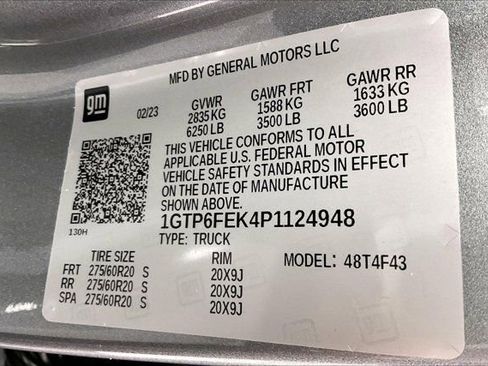 MFD BY GENERAL MOTORS LLC
gm
02/23
GVWR GAWR FRT GAWR RR
2835 KG 1588 KG 1633 KG
6250 LB 3500 LB 3600 LB
THIS VEHICLE CONFORMS TO ALL
APPLICABLE U.S. FEDERAL MOTOR
VEHICLE SAFETY STANDARDS IN EFFECT
ON THE DATE OF MANUFACTURE
SHOWN ABOVE.
1GTP6FEK4P1124948
130H
TYPE: TRUCK
TIRE SIZE RIM MODEL: 48T4F43
FRT 275/60R20 S 20X9J
RR 275/60R20 S 20X9J
SPA 275/60R20 S 20X9J